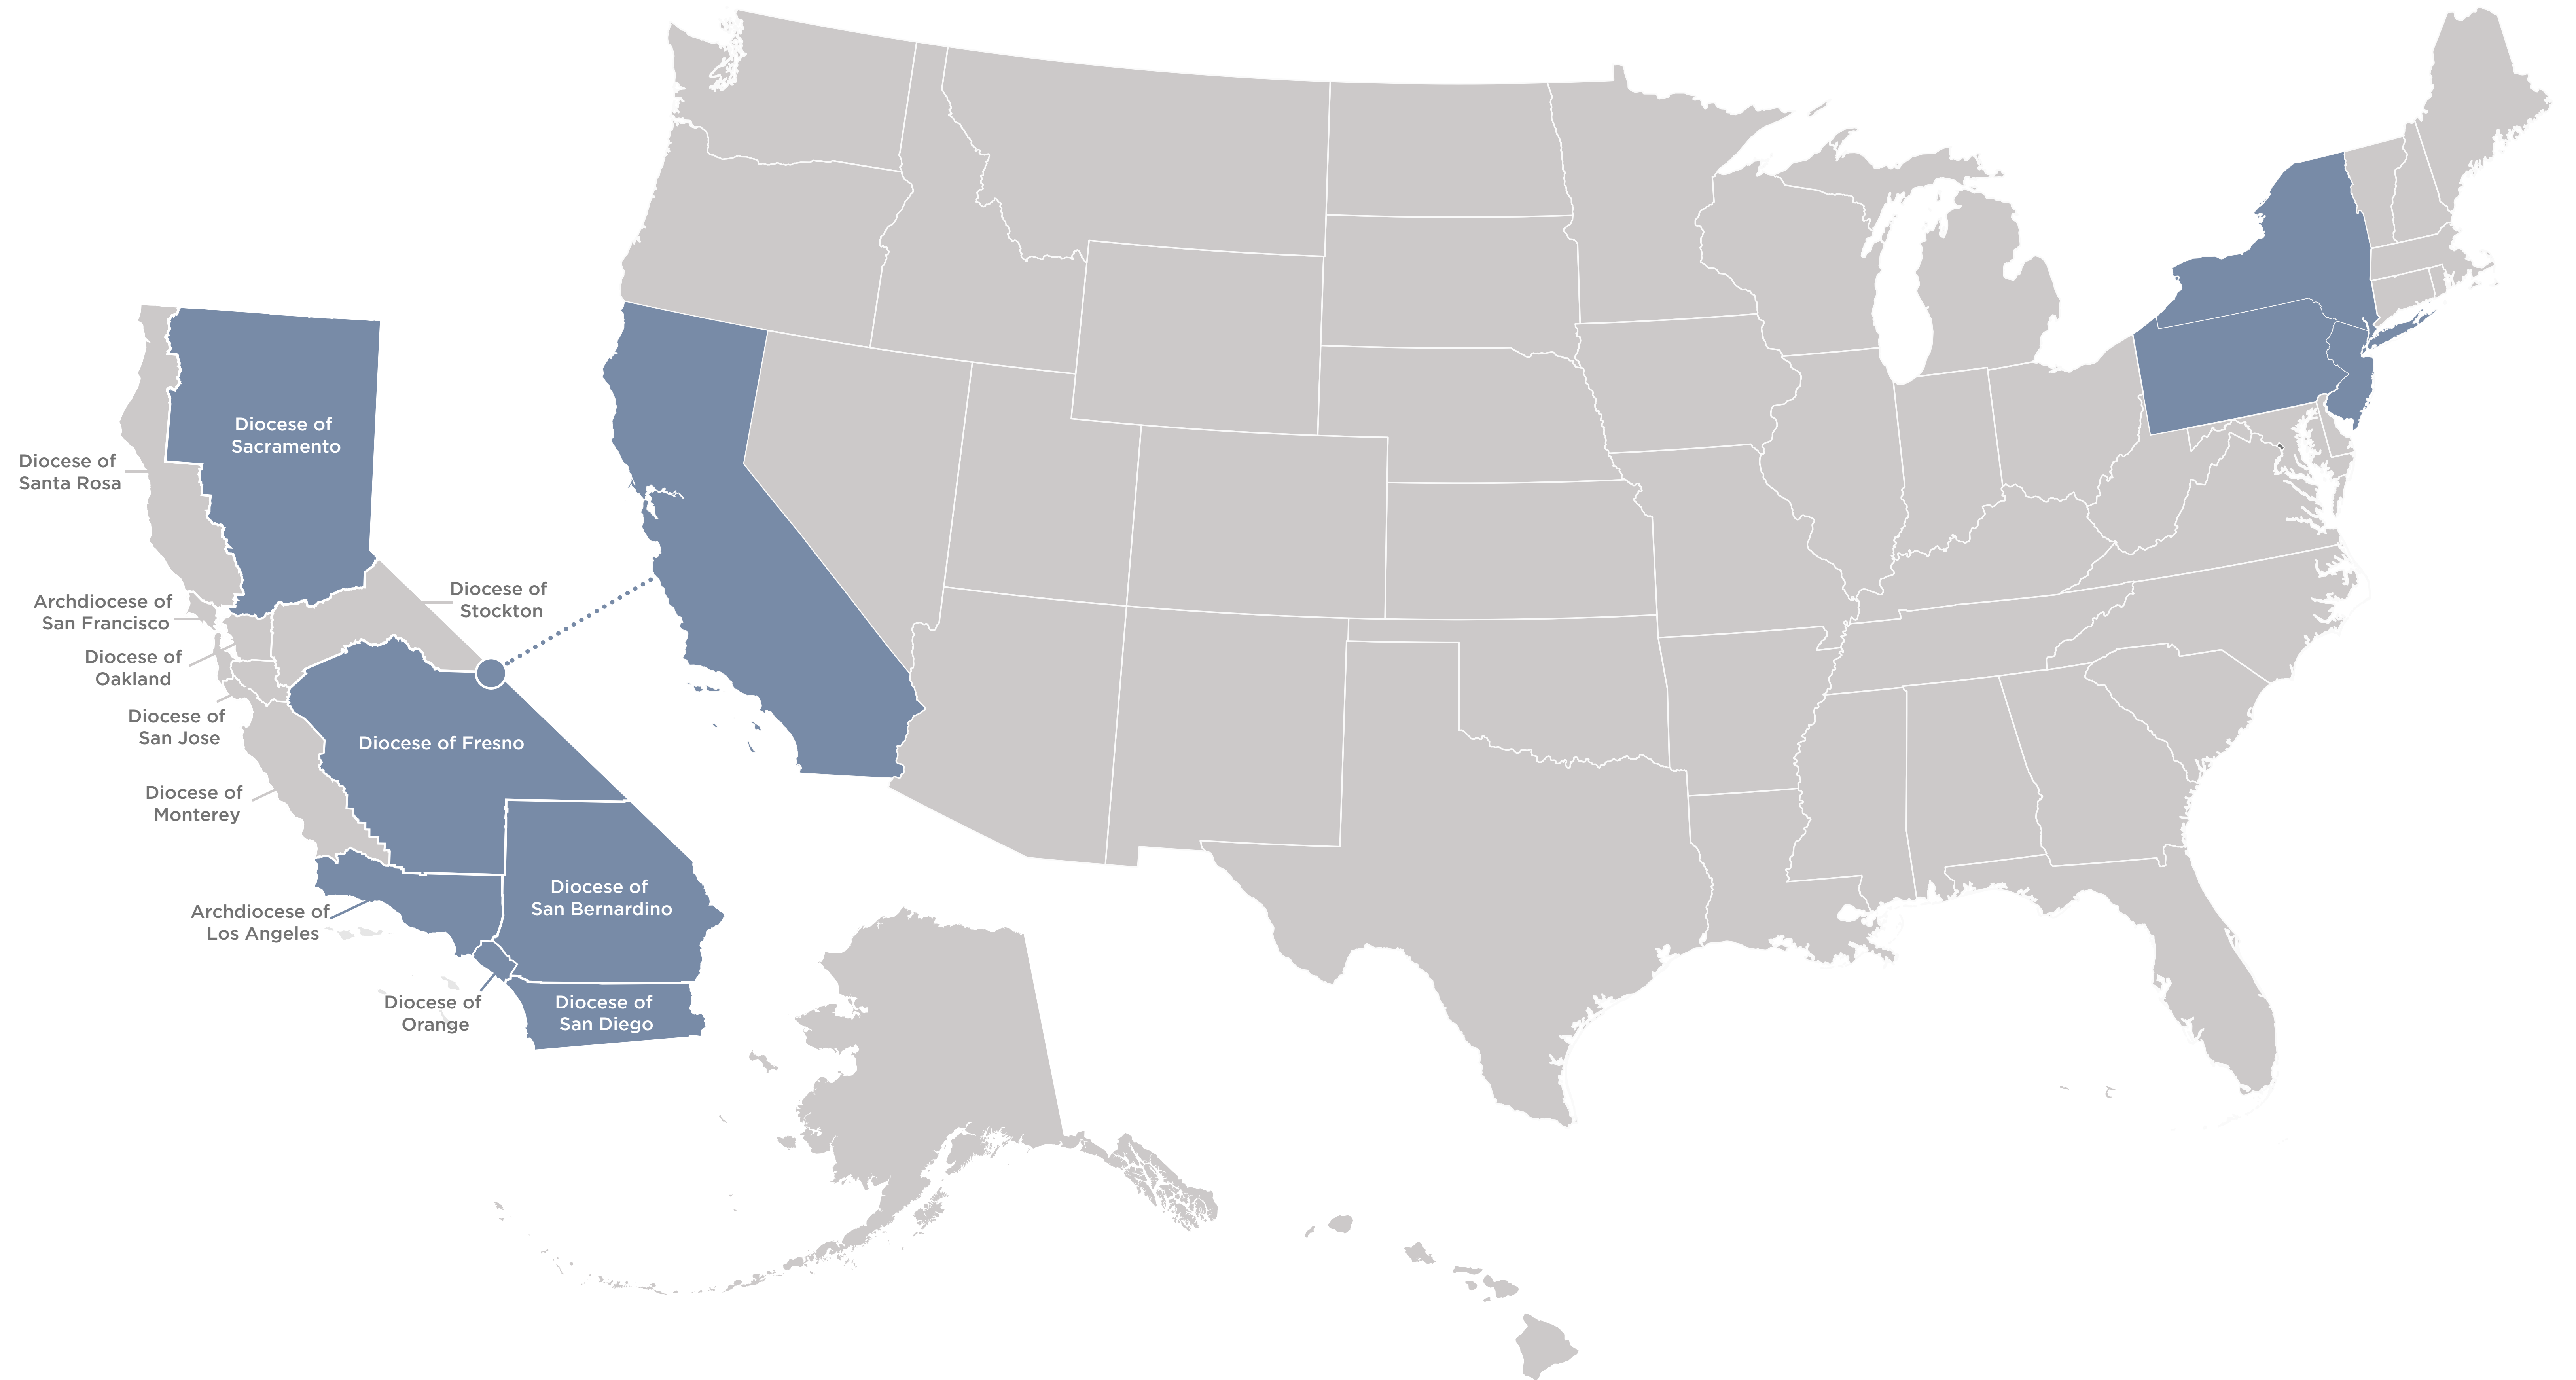 Diocese of
Sacramento
Diocese of
Santa Rosa
Diocese of
Stockton
Archdiocese of
San Francisco
Diocese of
Oakland
Diocese of
San Jose
Diocese of Fresno
Diocese of
Monterey
Diocese of
San Bernardino
Archdiocese of
Los Angeles
Diocese of
Orange
Diocese of
San Diego